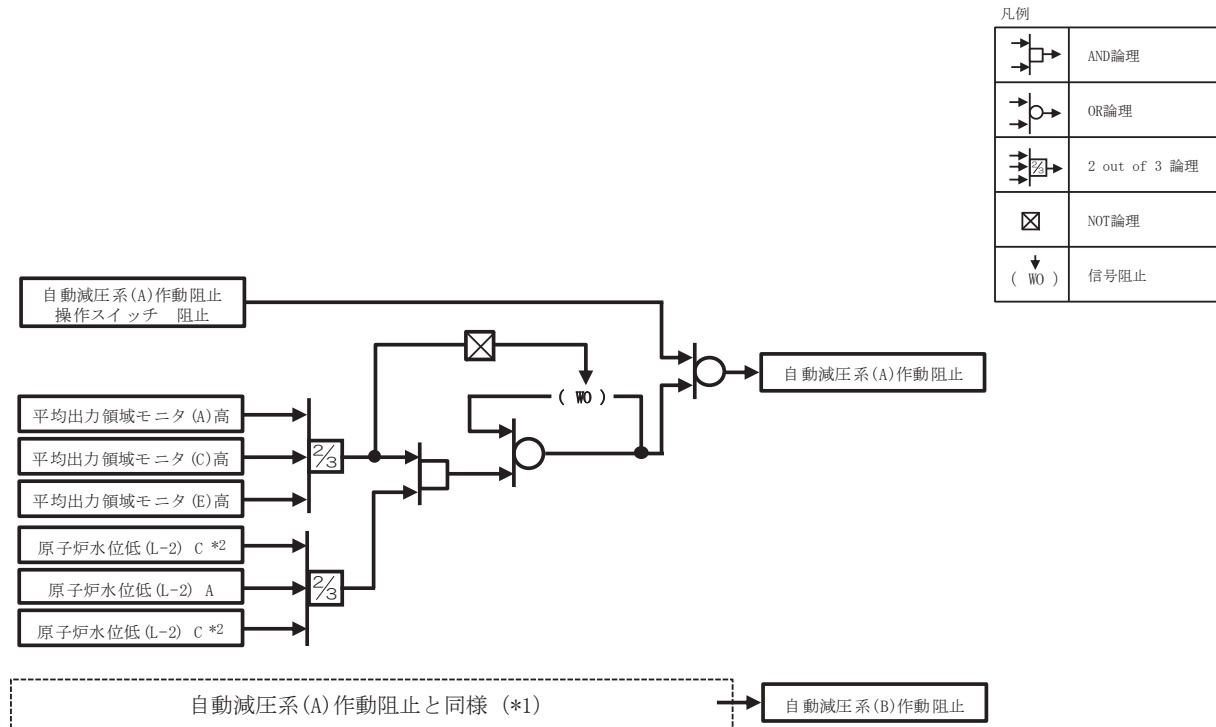 凡例
AND論理
OR論理
2/3
2 out of 3 論理
NOT論理
( WO )
信号阻止
自動減圧系(A)作動阻止
操作スイッチ 阻止
( WO )
自動減圧系(A)作動阻止
平均出力領域モニタ(A)高
平均出力領域モニタ(C)高
2/3
平均出力領域モニタ(E)高
原子炉水位低(L-2) C *2
原子炉水位低(L-2) A
2/3
原子炉水位低(L-2) C *2
自動減圧系(A)作動阻止と同様 (*1)
自動減圧系(B)作動阻止